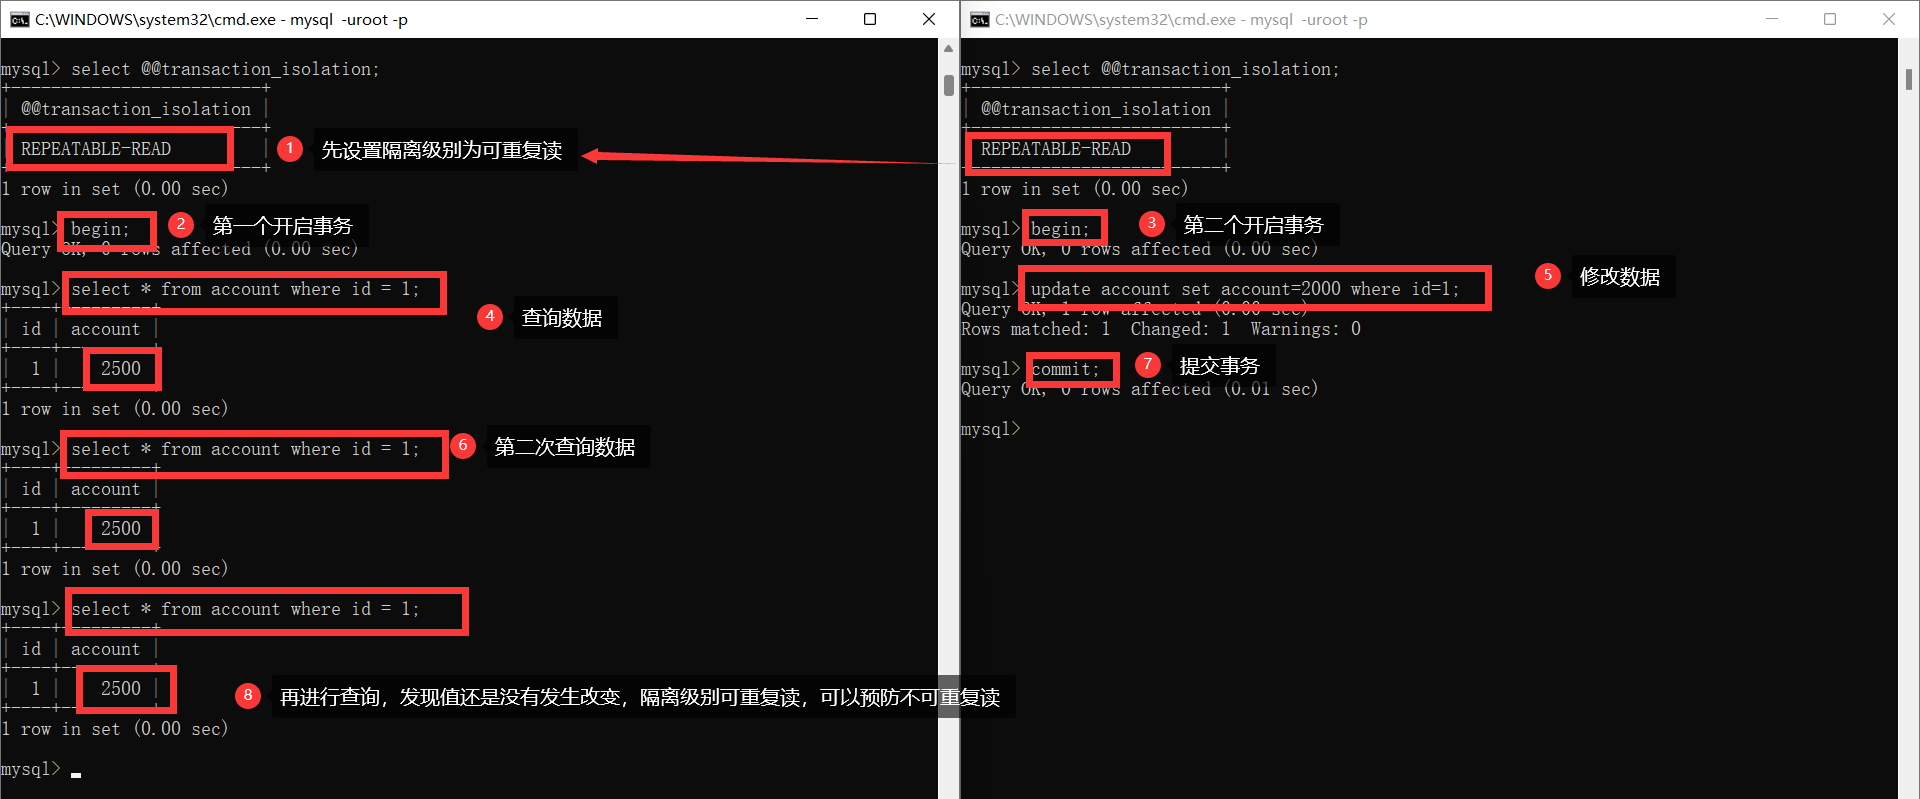 C:\WINDOWS\system32\cmd.exe - mysql  -uroot -p
mysql> select @@transaction_isolation;
+-------------------------+
| @@transaction_isolation |
+-------------------------+
| REPEATABLE-READ         |
+-------------------------+
1 先设置隔离级别为可重复读
1 row in set (0.00 sec)
mysql> begin;
2 第一个开启事务
Query OK, 0 rows affected (0.00 sec)
mysql> select * from account where id = 1;
+----+---------+
| id | account |
+----+---------+
|  1 |    2500 |
+----+---------+
4 查询数据
1 row in set (0.00 sec)
mysql> select * from account where id = 1;
6 第二次查询数据
+----+---------+
| id | account |
+----+---------+
|  1 |    2500 |
+----+---------+
1 row in set (0.00 sec)
mysql> select * from account where id = 1;
+----+---------+
| id | account |
+----+---------+
|  1 |    2500 |
+----+---------+
8 再进行查询，发现值还是没有发生改变，隔离级别可重复读，可以预防不可重复读
1 row in set (0.00 sec)
mysql>
C:\WINDOWS\system32\cmd.exe - mysql  -uroot -p
mysql> select @@transaction_isolation;
+-------------------------+
| @@transaction_isolation |
+-------------------------+
| REPEATABLE-READ         |
+-------------------------+
1 row in set (0.00 sec)
mysql> begin;
3 第二个开启事务
Query OK, 0 rows affected (0.00 sec)
mysql> update account set account=2000 where id=1;
5 修改数据
Query OK, 1 row affected (0.00 sec)
Rows matched: 1  Changed: 1  Warnings: 0
mysql> commit;
7 提交事务
Query OK, 0 rows affected (0.01 sec)
mysql>